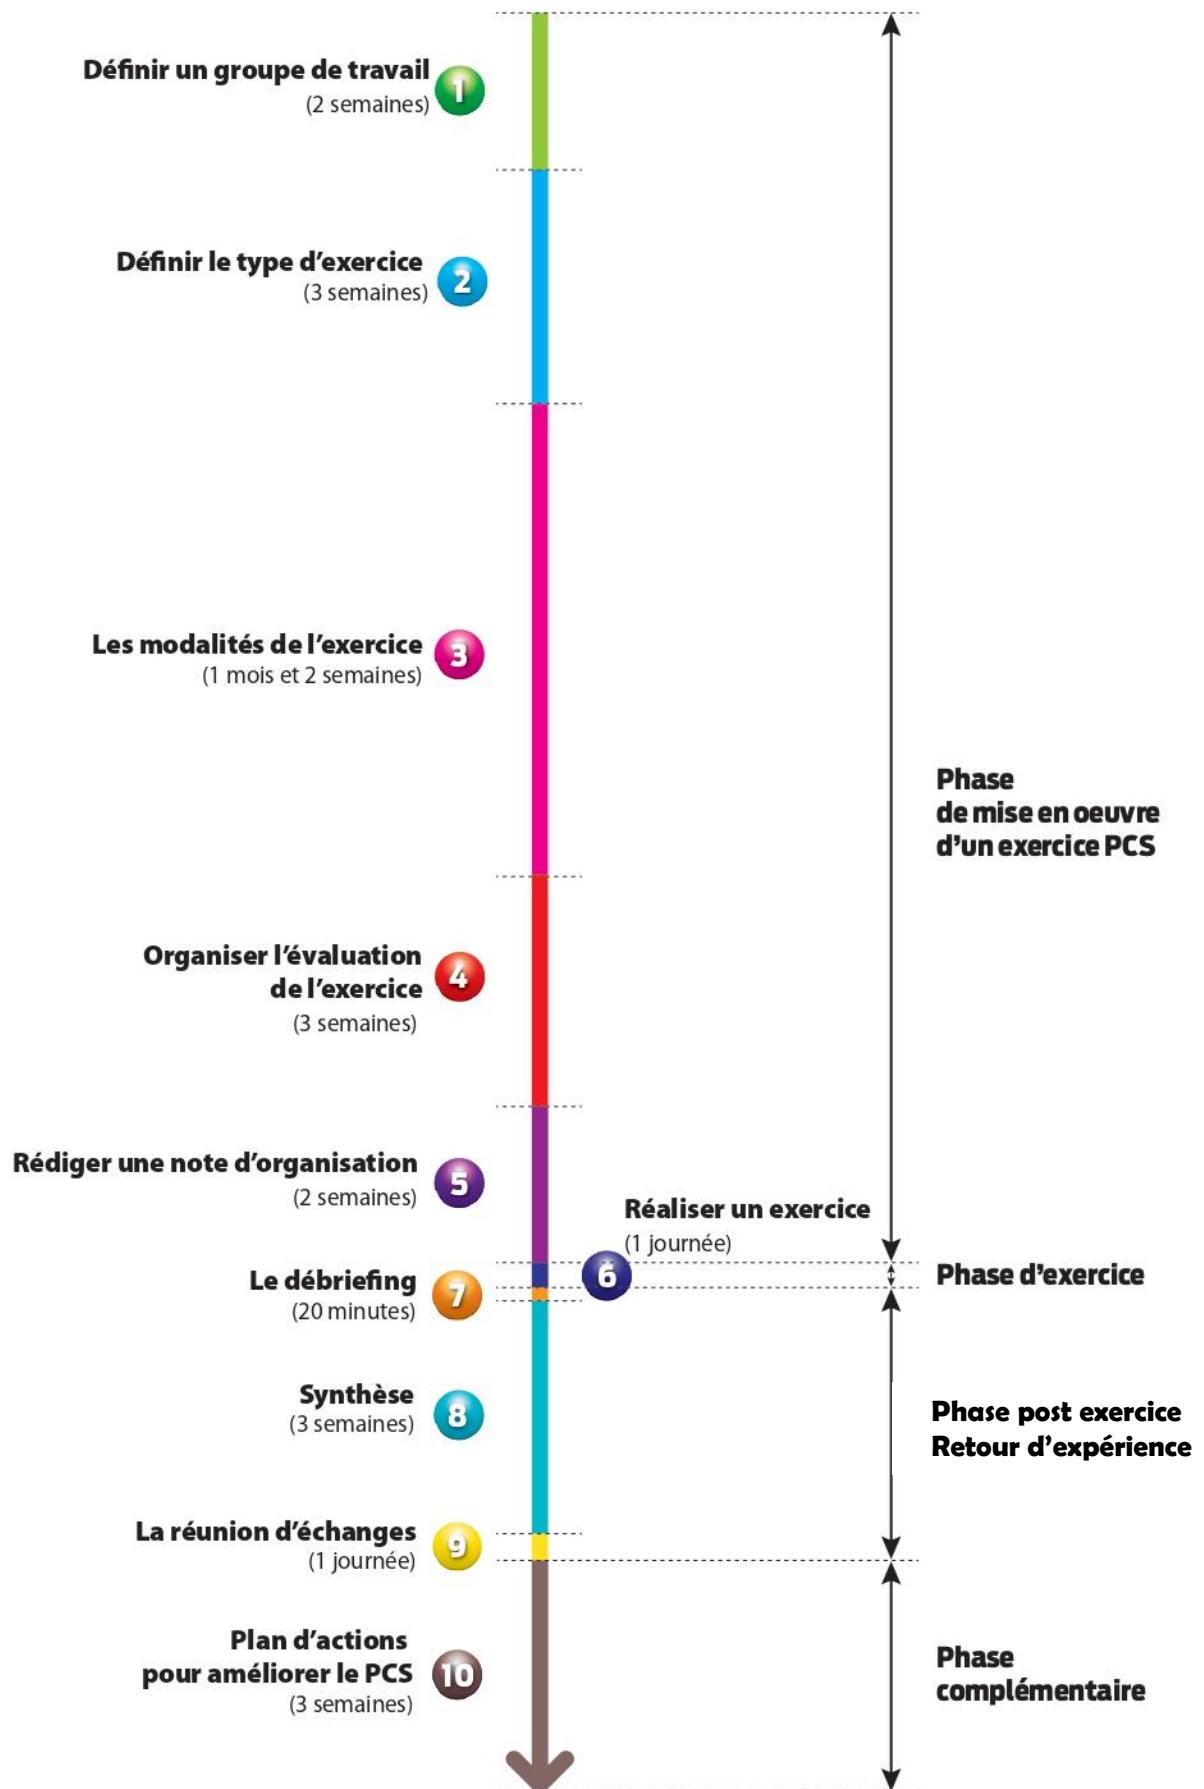 Définir un groupe de travail
(2 semaines)
1
Définir le type d'exercice
(3 semaines)
2
Les modalités de l'exercice
(1 mois et 2 semaines)
3
Phase
de mise en oeuvre
d'un exercice PCS
Organiser l'évaluation
de l'exercice
(3 semaines)
4
Rédiger une note d'organisation
(2 semaines)
5
Réaliser un exercice
(1 journée)
6
Phase d'exercice
Le débriefing
(20 minutes)
7
Synthèse
(3 semaines)
8
Phase post exercice
Retour d'expérience
La réunion d'échanges
(1 journée)
9
Plan d'actions
pour améliorer le PCS
(3 semaines)
10
Phase
complémentaire